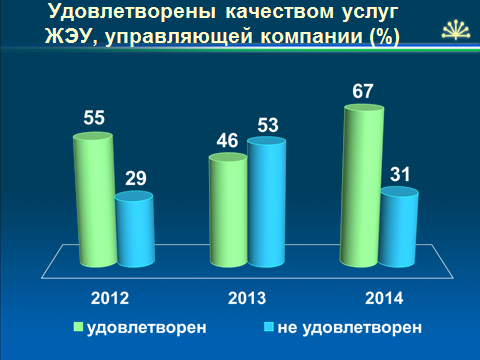 Удовлетворены качеством услуг
ЖЭУ, управляющей компании (%)
55
29
46
53
67
31
2012
2013
2014
удовлетворен
не удовлетворен